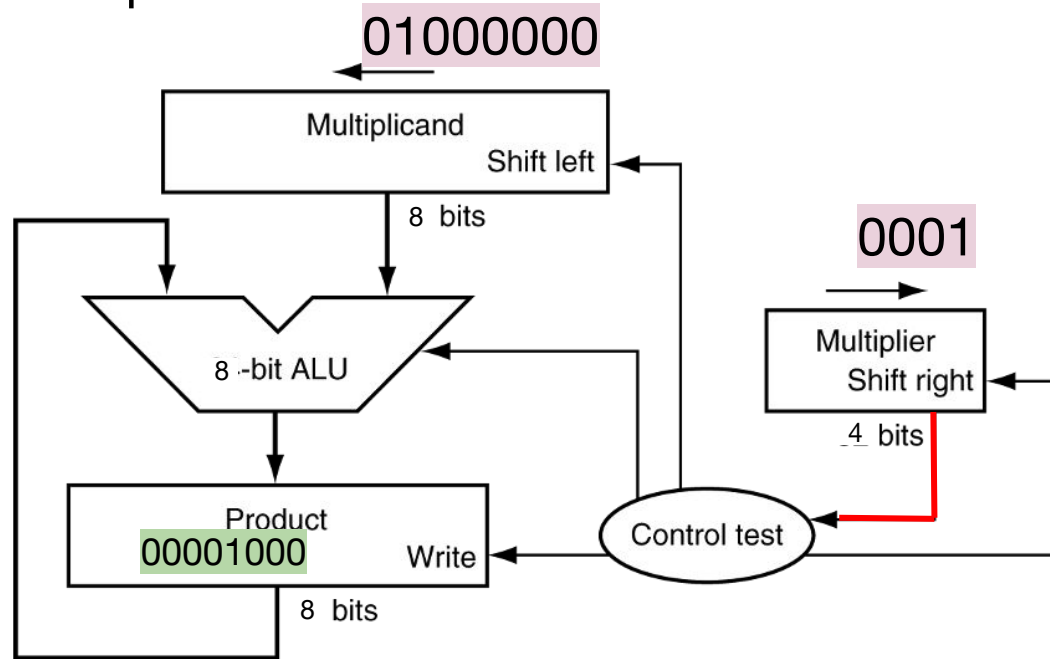 01000000
Multiplicand
Shift left
8 bits
0001
Multiplier
Shift right
4 bits
8 -bit ALU
Product
00001000
Write
Control test
8 bits